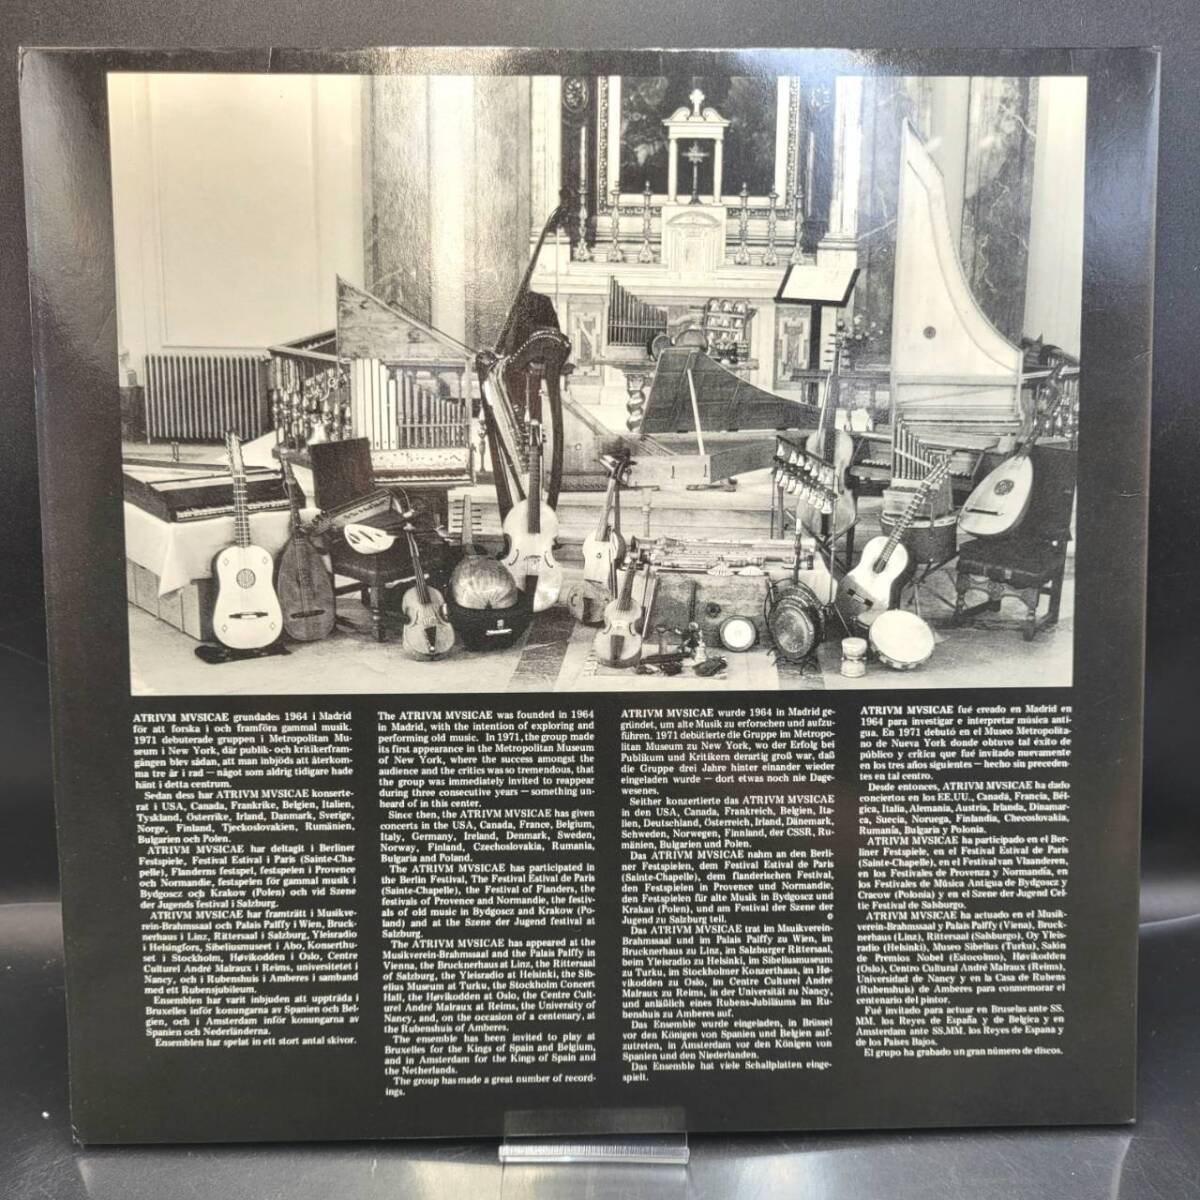 ATRIVM MVSICAE grundades 1964 i Madrid
för att forska i och framföra gammal musik.
1971 debuterade gruppen i Metropolitan Mu-
seum i New York, där publik- och kritikerfram-
gången blev sådan, att man inbjöds att återkom-
ma tre år i rad — något som aldrig tidigare hade
hänt i detta centrum.
Sedan dess har ATRIVM MVSICAE konserte-
rat i USA, Canada, Frankrike, Belgien, Italien,
Tyskland, Österrike, Irland, Danmark, Sverige,
Norge, Finland, Tjeckoslovakien, Rumänien,
Bulgarien och Polen.
ATRIVM MVSICAE har deltagit i Berliner
Festspiele, Festival Estival i Paris (Sainte-Cha-
pelle), Flanderns festspel, festspelen i Provence
och Normandie, festspelen för gammal musik i
Bydgoszcz och Krakow (Polen) och vid Szene
der Jugends festival i Salzburg.
ATRIVM MVSICAE har framträtt i Musikve-
rein-Brahmssaal och Palais Palffy i Wien, Bruck-
nerhaus i Linz, Rittersaal i Salzburg, Yleisradio
i Helsingfors, Sibeliusmuseet i Åbo, Konserthu-
set i Stockholm, Høvikodden i Oslo, Centre
Culturel André Malraux i Reims, universitetet i
Nancy, och i Rubenshuis i Amberes i samband
med ett Rubensjubileum.
Ensemblen har varit inbjuden att uppträda i
Bruxelles inför konungarna av Spanien och Bel-
gien, och i Amsterdam inför konungarna av
Spanien och Nederländerna.
Ensemblen har spelat in ett stort antal skivor.
The ATRIVM MVSICAE was founded in 1964
in Madrid, with the intention of exploring and
performing old music. In 1971, the group made
its first appearance in the Metropolitan Museum
of New York, where the success amongst the
audience and the critics was so tremendous, that
the group was immediately invited to reappear
during three consecutive years — something un-
heard of in this center.
Since then, the ATRIVM MVSICAE has given
concerts in the USA, Canada, France, Belgium,
Italy, Germany, Ireland, Denmark, Sweden,
Norway, Finland, Czechoslovakia, Rumania,
Bulgaria and Poland.
The ATRIVM MVSICAE has participated in
the Berlin Festival, The Festival Estival de Paris
(Sainte-Chapelle), the Festival of Flanders, the
festivals of Provence and Normandie, the festiv-
als of old music in Bydgoscz and Krakow (Po-
land) and at the Szene der Jugend festival at
Salzburg.
The ATRIVM MVSICAE has appeared at the
Musikverein-Brahmssaal and the Palais Palffy in
Vienna, the Brucknerhaus at Linz, the Rittersaal
of Salzburg, the Yleisradio at Helsinki, the Sib-
elius Museum at Turku, the Stockholm Concert
Hall, the Høvikodden at Oslo, the Centre Cult-
urel André Malraux at Reims, the University of
Nancy, and, on the occasion of a centenary, at
the Rubenshuis of Amberes.
The ensemble has been invited to play at
Bruxelles for the Kings of Spain and Belgium,
and in Amsterdam for the Kings of Spain and
the Netherlands.
The group has made a great number of record-
ings.
ATRIVM MVSICAE wurde 1964 in Madrid ge-
gründet, um alte Musik zu erforschen und aufzu-
führen. 1971 debütierte die Gruppe im Metropo-
litan Museum zu New York, wo der Erfolg bei
Publikum und Kritikern derartig groß war, daß
die Gruppe drei Jahre hinter einander wieder
eingeladen wurde — dort etwas noch nie Dage-
wesenes.
Seither konzertierte das ATRIVM MVSICAE
in den USA, Canada, Frankreich, Belgien, Ita-
lien, Deutschland, Österreich, Irland, Dänemark,
Schweden, Norwegen, Finnland, der CSSR, Ru-
mänien, Bulgarien und Polen.
Das ATRIVM MVSICAE nahm an den Berli-
ner Festspielen, dem Festival Estival de Paris
(Sainte-Chapelle), dem flanderischen Festival,
den Festspielen in Provence und Normandie,
den Festspielen für alte Musik in Bydgoszcz und
Krakau (Polen), und am Festival der Szene der
Jugend zu Salzburg teil.
Das ATRIVM MVSICAE trat im Musikverein-
Brahmssaal und im Palais Palffy zu Wien, im
Brucknerhaus zu Linz, im Salzburger Rittersaal,
beim Yleisradio zu Helsinki, im Sibeliusmuseum
zu Turku, im Stockholmer Konzerthaus, im Hø-
vikodden zu Oslo, im Centre Culturel André
Malraux zu Reims, in der Universität zu Nancy,
und anläßlich eines Rubens-Jubiläums im Ru-
benshuis zu Amberes auf.
Das Ensemble wurde eingeladen, in Brüssel
vor den Königen von Spanien und Belgien auf-
zutreten, in Amsterdam vor den Königen von
Spanien und den Niederlanden.
Das Ensemble hat viele Schallplatten einge-
spielt.
ATRIVM MVSICAE fué creado en Madrid en
1964 para investigar e interpretar música anti-
gua. En 1971 debutó en el Museo Metropolita-
no de Nueva York donde obtuvo tal éxito de
público y crítica que fué invitado nuevamente
en los tres años siguientes — hecho sin preceden-
tes en tal centro.
Desde entonces, ATRIVM MVSICAE ha dado
conciertos en los EE.UU., Canadá, Francia, Bél-
gica, Italia, Alemania, Austria, Irlanda, Dinamar-
ca, Suecia, Noruega, Finlandia, Checoslovakia,
Rumania, Bulgaria y Polonia.
ATRIVM MVSICAE ha participado en el Ber-
liner Festspiele, en el Festival Estival de Paris
(Sainte-Chapelle), en el Festival van Vlaanderen,
en los Festivales de Provenza y Normandía, en
los Festivales de Música Antigua de Bydgoscz y
Cracow (Polonia) y en el Szene der Jugend Cel-
tic Festival de Salsburgo.
ATRIVM MVSICAE ha actuado en el Musik-
verein-Brahmssaal y Palais Palffy (Viena), Bruck-
nerhaus (Linz), Rittersaal (Salsburgo), Oy Yleis-
radio (Helsinki), Museo Sibelius (Turku), Salón
de Premios Nobel (Estocolmo), Høvikodden
(Oslo), Centro Cultural André Malraux (Reims),
Universidad de Nancy y en la Casa de Rubens
(Rubenshuis) de Amberes para conmemorar el
centenario del pintor.
Fué invitado para actuar en Bruselas ante SS.
MM. los Reyes de España y de Belgica y en
Amsterdam ante SS.MM. los Reyes de Espana y
de los Paises Bajos.
El grupo ha grabado un gran número de discos.